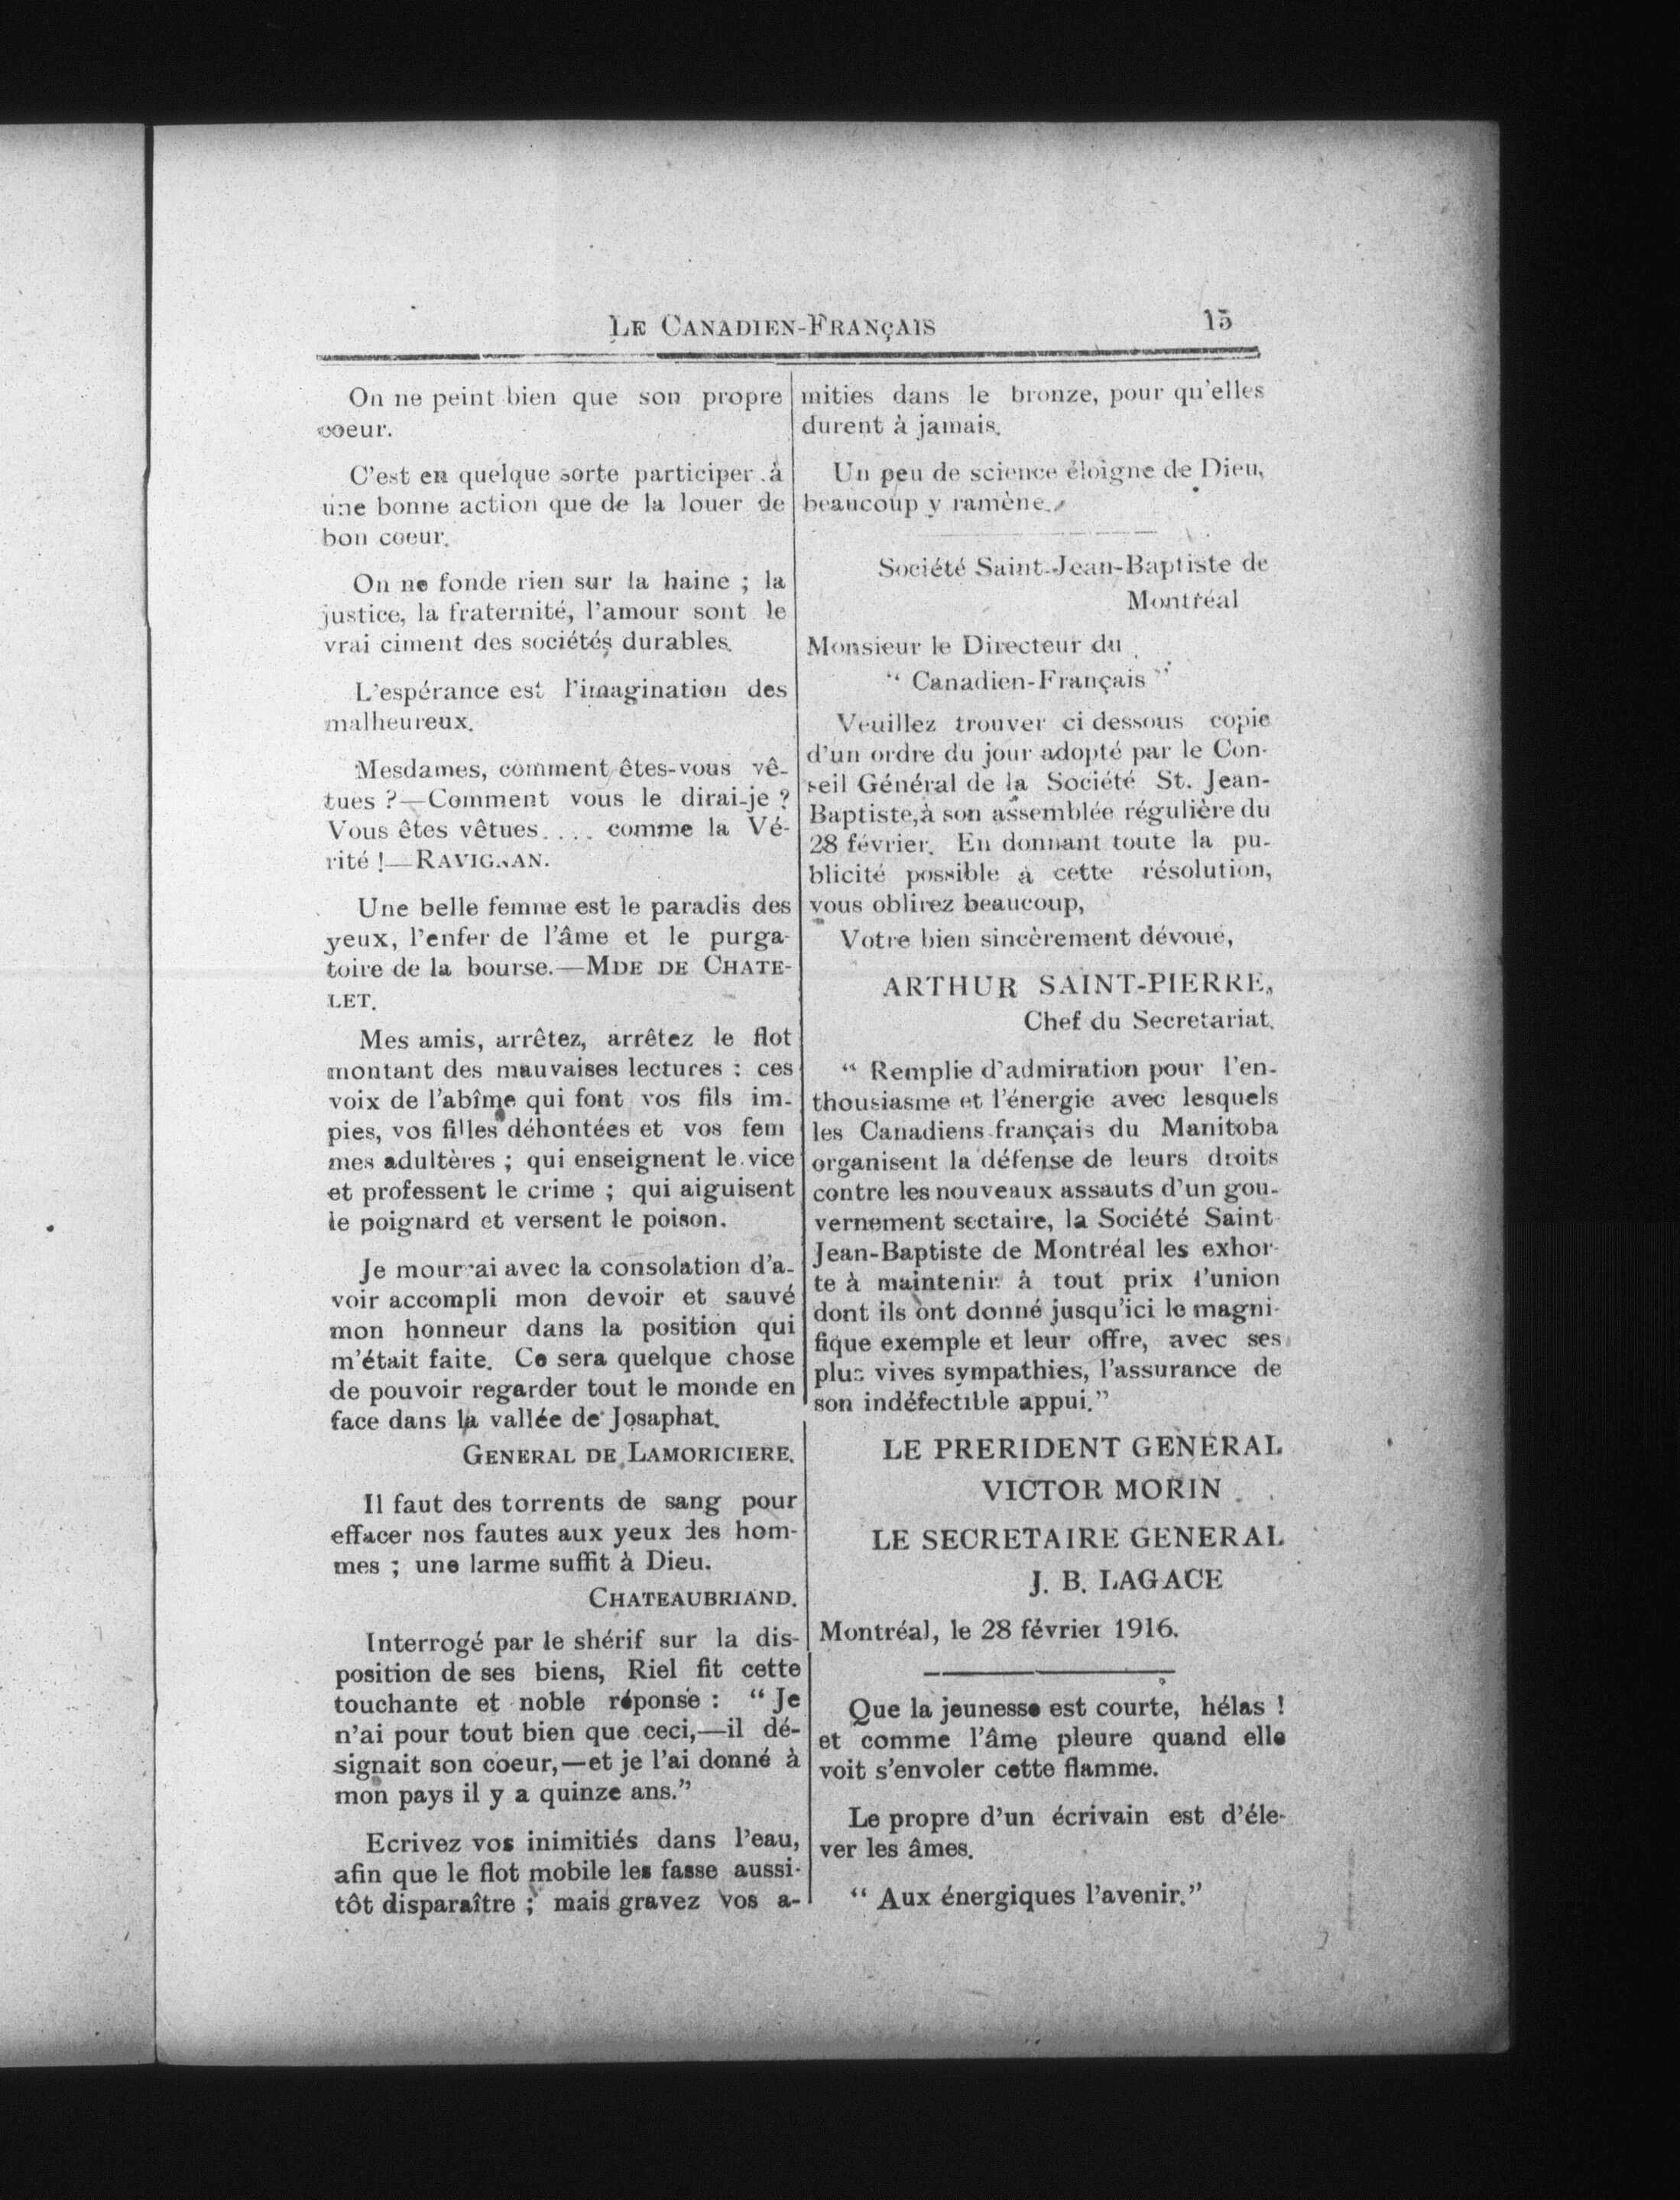 LE CANADIEN-FRANÇAIS 15
On ne peint bien que son propre
coeur.
C'est en quelque sorte participer à
une bonne action que de la louer de
bon coeur.
On ne fonde rien sur la haine ; la
justice, la fraternité, l'amour sont le
vrai ciment des sociétés durables.
L'espérance est l'imagination des
malheureux.
Mesdames, comment êtes-vous vê-
tues ?—Comment vous le dirai-je ?
Vous êtes vêtues.... comme la Vé-
rité !—RAVIGNAN.
Une belle femme est le paradis des
yeux, l'enfer de l'âme et le purga-
toire de la bourse.—MDE DE CHATE-
LET.
Mes amis, arrêtez, arrêtez le flot
montant des mauvaises lectures : ces
voix de l'abîme qui font vos fils im-
pies, vos filles déhontées et vos fem
mes adultères ; qui enseignent le vice
et professent le crime ; qui aiguisent
le poignard et versent le poison.
Je mourrai avec la consolation d'a-
voir accompli mon devoir et sauvé
mon honneur dans la position qui
m'était faite. Ce sera quelque chose
de pouvoir regarder tout le monde en
face dans la vallée de Josaphat.
GENERAL DE LAMORICIERE.
Il faut des torrents de sang pour
effacer nos fautes aux yeux des hom-
mes ; une larme suffit à Dieu.
CHATEAUBRIAND.
Interrogé par le shérif sur la dis-
position de ses biens, Riel fit cette
touchante et noble réponse : " Je
n'ai pour tout bien que ceci,—il dé-
signait son coeur,—et je l'ai donné à
mon pays il y a quinze ans."
Ecrivez vos inimitiés dans l'eau,
afin que le flot mobile les fasse aussi-
tôt disparaître ; mais gravez vos a-
mities dans le bronze, pour qu'elles
durent à jamais.
Un peu de science éloigne de Dieu,
beaucoup y ramène.
Société Saint-Jean-Baptiste de
Montréal
Monsieur le Directeur du
" Canadien-Français "
Veuillez trouver ci dessous copie
d'un ordre du jour adopté par le Con-
seil Général de la Société St. Jean-
Baptiste,à son assemblée régulière du
28 février. En donnant toute la pu-
blicité possible à cette résolution,
vous oblirez beaucoup,
Votre bien sincèrement dévoué,
ARTHUR SAINT-PIERRE,
Chef du Secretariat.
" Remplie d'admiration pour l'en-
thousiasme et l'énergie avec lesquels
les Canadiens-français du Manitoba
organisent la défense de leurs droits
contre les nouveaux assauts d'un gou-
vernement sectaire, la Société Saint-
Jean-Baptiste de Montréal les exhor-
te à maintenir à tout prix l'union
dont ils ont donné jusqu'ici le magni-
fique exemple et leur offre, avec ses
plus vives sympathies, l'assurance de
son indéfectible appui."
LE PRERIDENT GENERAL
VICTOR MORIN
LE SECRETAIRE GENERAL
J. B. LAGACE
Montréal, le 28 février 1916.
Que la jeunesse est courte, hélas !
et comme l'âme pleure quand elle
voit s'envoler cette flamme.
Le propre d'un écrivain est d'éle-
ver les âmes.
" Aux énergiques l'avenir."